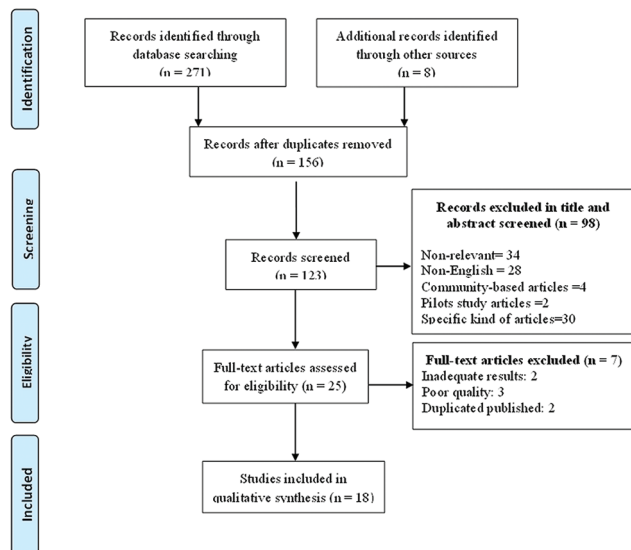 Identification
Records identified through
database searching
(n = 271)
Additional records identified
through other sources
(n = 8)
Records after duplicates removed
(n = 156)
Screening
Records screened
(n = 123)
Records excluded in title and
abstract screened (n = 98)
Non-relevant= 34
Non-English = 28
Community-based articles =4
Pilots study articles =2
Specific kind of articles=30
Eligibility
Full-text articles assessed
for eligibility (n = 25)
Full-text articles excluded (n = 7)
Inadequate results: 2
Poor quality: 3
Duplicated published: 2
Included
Studies included in
qualitative synthesis (n = 18)